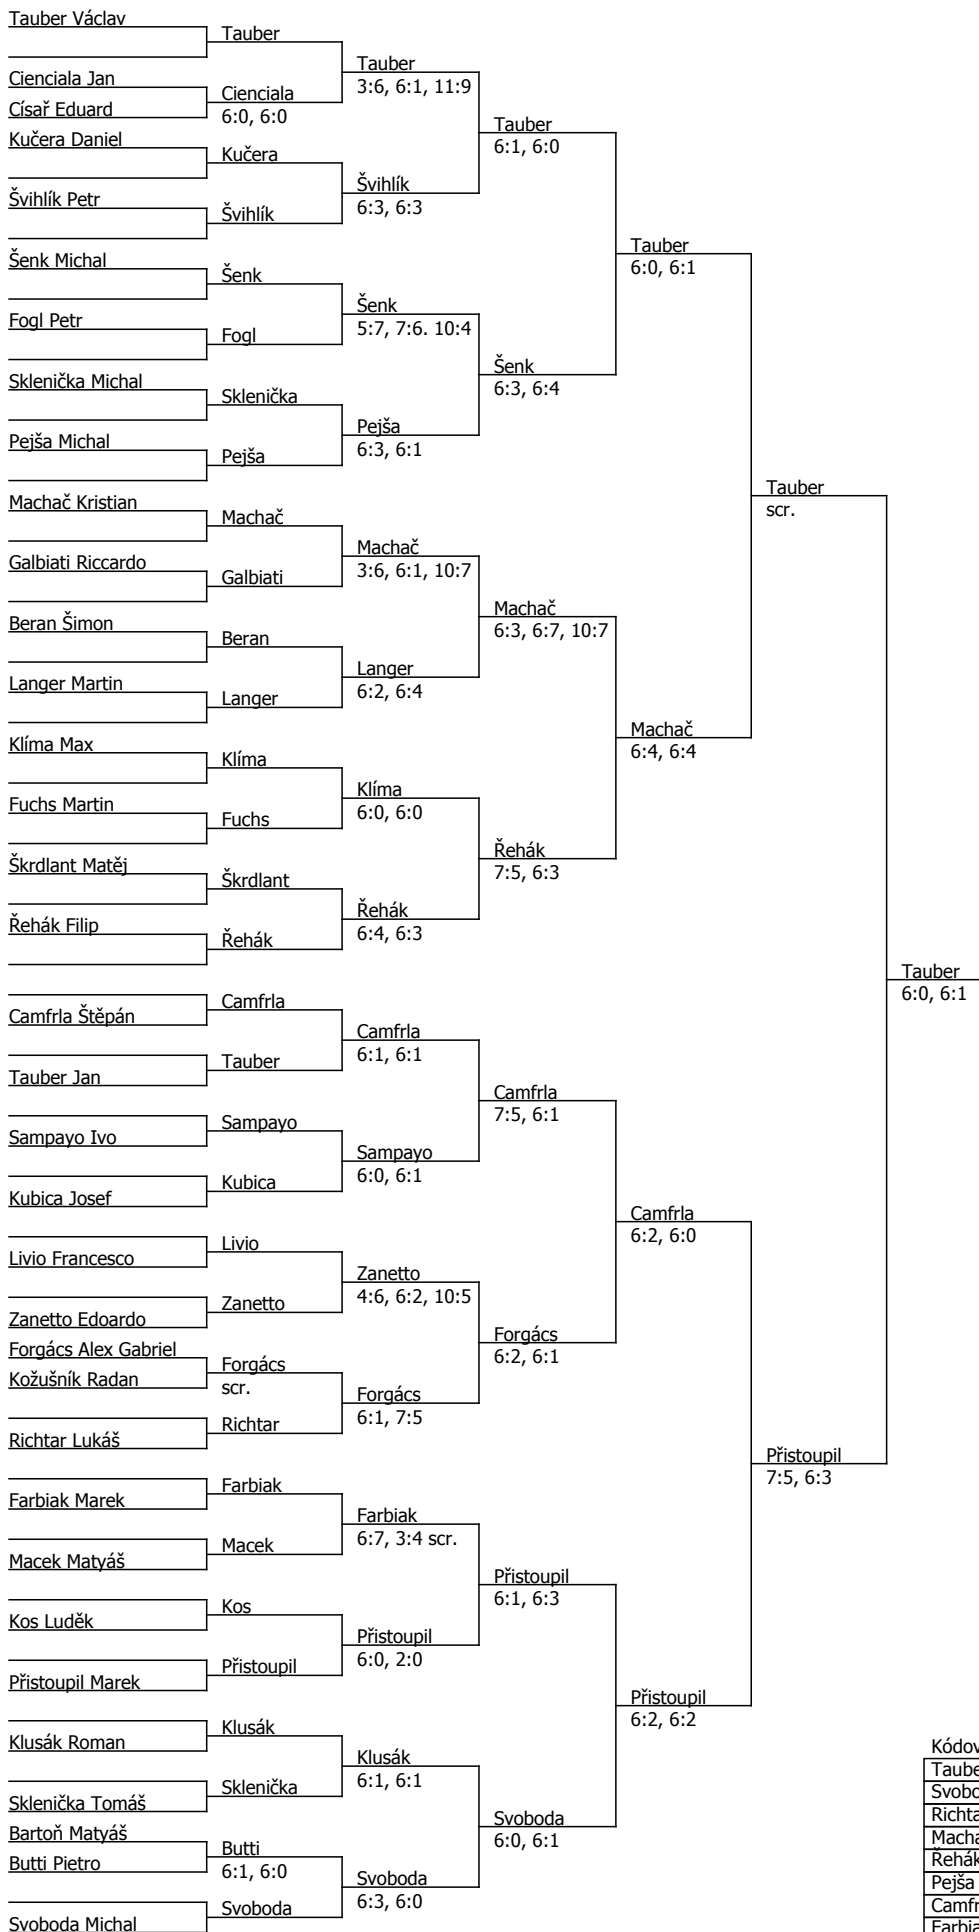 Tauber Václav
Cienciala Jan
Císař Eduard
Kučera Daniel
Švihlík Petr
Šenk Michal
Fogl Petr
Sklenička Michal
Pejša Michal
Machač Kristian
Galbiati Riccardo
Beran Šimon
Langer Martin
Klíma Max
Fuchs Martin
Škrdlant Matěj
Řehák Filip
Camfrla Štěpán
Tauber Jan
Sampayo Ivo
Kubica Josef
Livio Francesco
Zanetto Edoardo
Forgács Alex Gabriel
Kožušník Radan
Richtar Lukáš
Farbiak Marek
Macek Matyáš
Kos Luděk
Přistoupil Marek
Klusák Roman
Sklenička Tomáš
Bartoň Matyáš
Butti Pietro
Svoboda Michal
Tauber
Cienciala
6:0, 6:0
Kučera
Švihlík
Šenk
Fogl
Sklenička
Pejša
Machač
Galbiati
Beran
Langer
Klíma
Fuchs
Škrdlant
Řehák
Camfrla
Tauber
Sampayo
Kubica
Livio
Zanetto
Forgács
scr.
Richtar
Farbiak
Macek
Kos
Přistoupil
Klusák
Sklenička
Butti
6:1, 6:0
Svoboda
Tauber
3:6, 6:1, 11:9
Švihlík
6:3, 6:3
Šenk
5:7, 7:6. 10:4
Pejša
6:3, 6:1
Machač
3:6, 6:1, 10:7
Langer
6:2, 6:4
Klíma
6:0, 6:0
Řehák
6:4, 6:3
Camfrla
6:1, 6:1
Sampayo
6:0, 6:1
Zanetto
4:6, 6:2, 10:5
Forgács
6:1, 7:5
Farbiak
6:7, 3:4 scr.
Přistoupil
6:0, 2:0
Klusák
6:1, 6:1
Svoboda
6:3, 6:0
Tauber
6:1, 6:0
Šenk
6:3, 6:4
Machač
6:3, 6:7, 10:7
Řehák
7:5, 6:3
Camfrla
7:5, 6:1
Forgács
6:2, 6:1
Přistoupil
6:1, 6:3
Svoboda
6:0, 6:1
Tauber
6:0, 6:1
Machač
6:4, 6:4
Camfrla
6:2, 6:0
Přistoupil
6:2, 6:2
Tauber
scr.
Přistoupil
7:5, 6:3
Tauber
6:0, 6:1
Kódov
Taube
Svobo
Richta
Macha
Řehák
Pejša
Camfr
Farbia